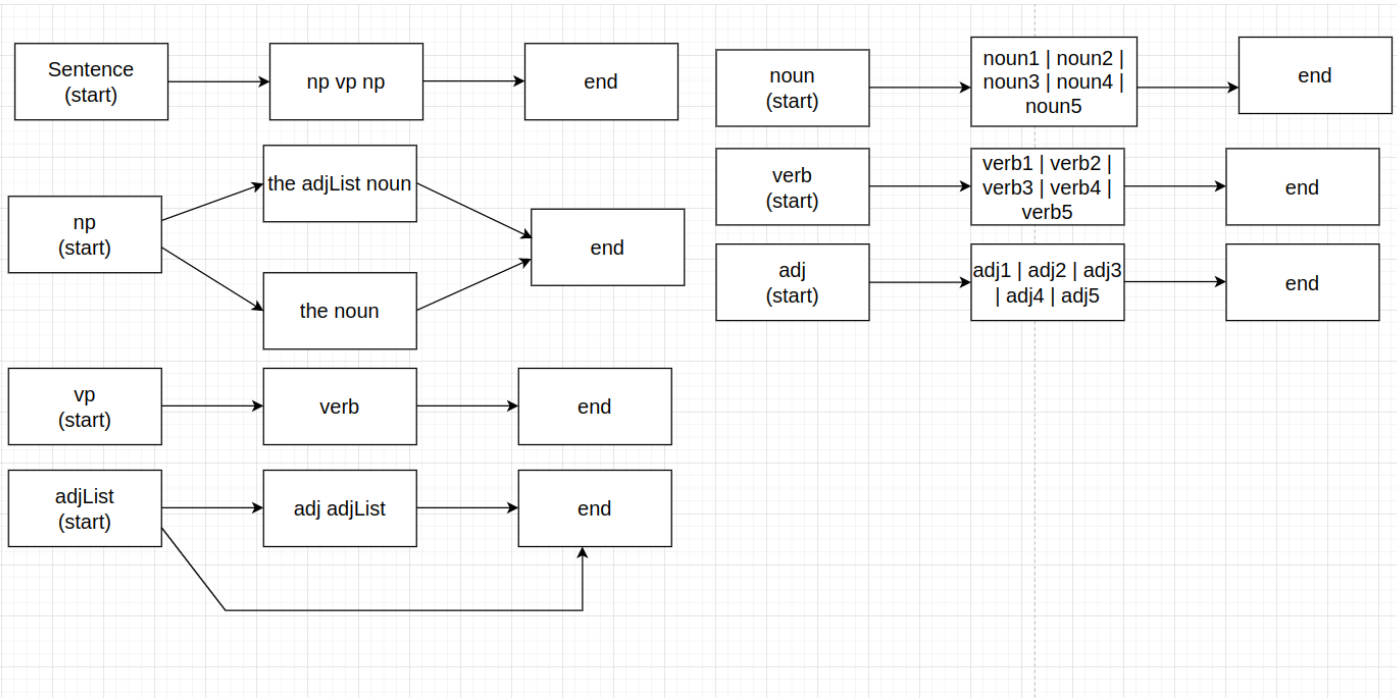 Sentence
(start)
np vp np
end
np
(start)
the adjList noun
the noun
end
vp
(start)
verb
end
adjList
(start)
adj adjList
end
noun
(start)
noun1 | noun2 |
noun3 | noun4 |
noun5
end
verb
(start)
verb1 | verb2 |
verb3 | verb4 |
verb5
end
adj
(start)
adj1 | adj2 | adj3
| adj4 | adj5
end